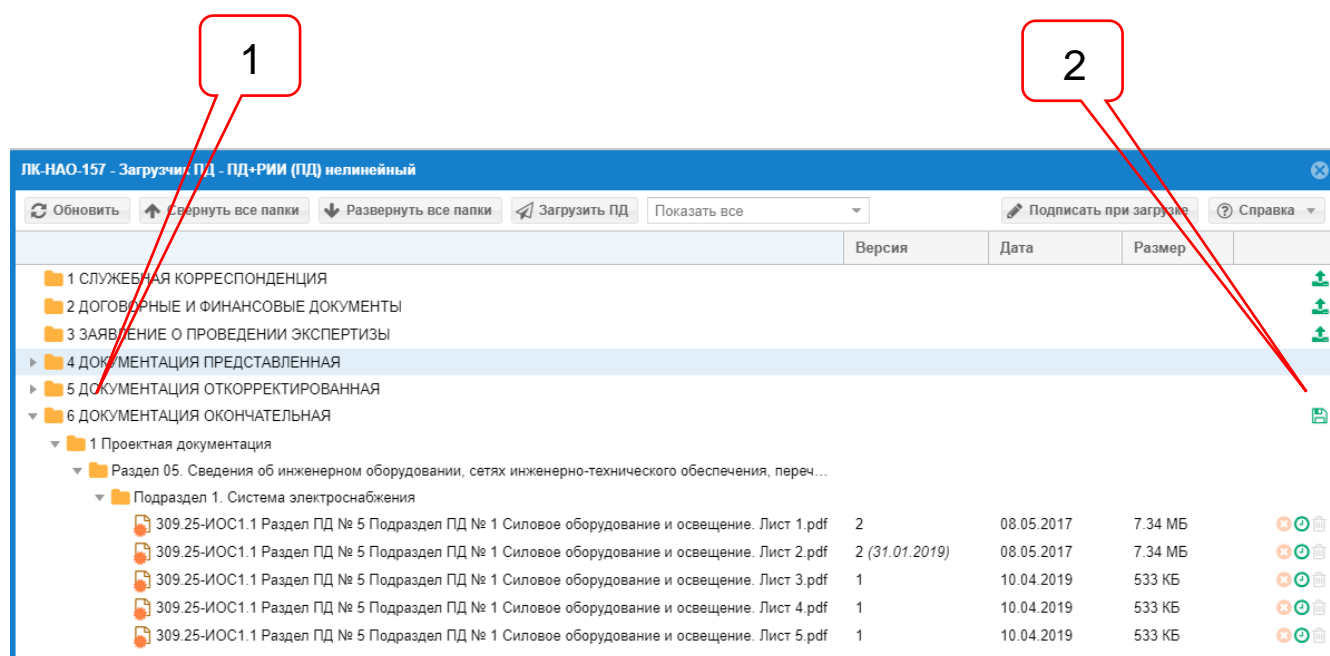 1
2
ЛК-НАО-157 - Загрузчик ПД - ПД+РИИ (ПД) нелинейный
Обновить Свернуть все папки Развернуть все папки Загрузить ПД Показать все Подписать при загрузке Справка
Версия Дата Размер
1 СЛУЖЕБНАЯ КОРРЕСПОНДЕНЦИЯ
2 ДОГОВОРНЫЕ И ФИНАНСОВЫЕ ДОКУМЕНТЫ
3 ЗАЯВЛЕНИЕ О ПРОВЕДЕНИИ ЭКСПЕРТИЗЫ
4 ДОКУМЕНТАЦИЯ ПРЕДСТАВЛЕННАЯ
5 ДОКУМЕНТАЦИЯ ОТКОРРЕКТИРОВАННАЯ
6 ДОКУМЕНТАЦИЯ ОКОНЧАТЕЛЬНАЯ
1 Проектная документация
Раздел 05. Сведения об инженерном оборудовании, сетях инженерно-технического обеспечения, переч...
Подраздел 1. Система электроснабжения
309.25-ИОС1.1 Раздел ПД № 5 Подраздел ПД № 1 Силовое оборудование и освещение. Лист 1.pdf 2 08.05.2017 7.34 МБ
309.25-ИОС1.1 Раздел ПД № 5 Подраздел ПД № 1 Силовое оборудование и освещение. Лист 2.pdf 2 (31.01.2019) 08.05.2017 7.34 МБ
309.25-ИОС1.1 Раздел ПД № 5 Подраздел ПД № 1 Силовое оборудование и освещение. Лист 3.pdf 1 10.04.2019 533 КБ
309.25-ИОС1.1 Раздел ПД № 5 Подраздел ПД № 1 Силовое оборудование и освещение. Лист 4.pdf 1 10.04.2019 533 КБ
309.25-ИОС1.1 Раздел ПД № 5 Подраздел ПД № 1 Силовое оборудование и освещение. Лист 5.pdf 1 10.04.2019 533 КБ